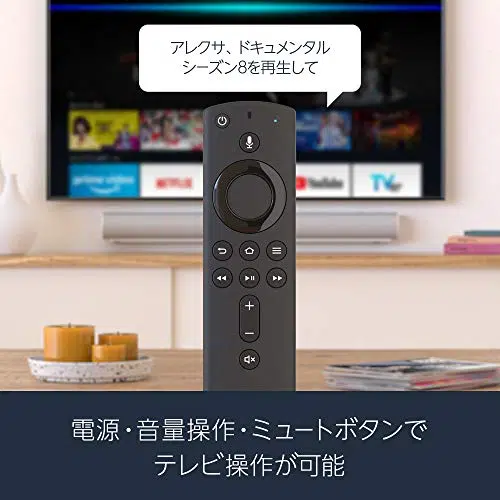 アレクサ、ドキュメンタル
シーズン8を再生して
prime video
NETFLIX
YouTube
電源・音量操作・ミュートボタンで
テレビ操作が可能